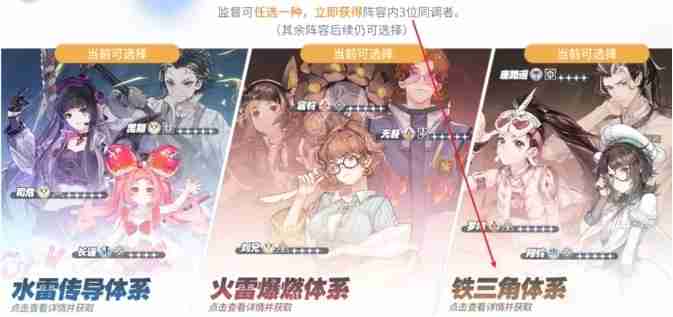 监督可任选一种，立即获得阵容内3位同调者。
（其余阵容后续仍可选择）
当前可选择
当前可选择
当前可选择
司危
长谣
水雷传导体系
点击查看详情并获取
火雷爆燃体系
点击查看详情并获取
铁三角体系
点击查看详情并获取